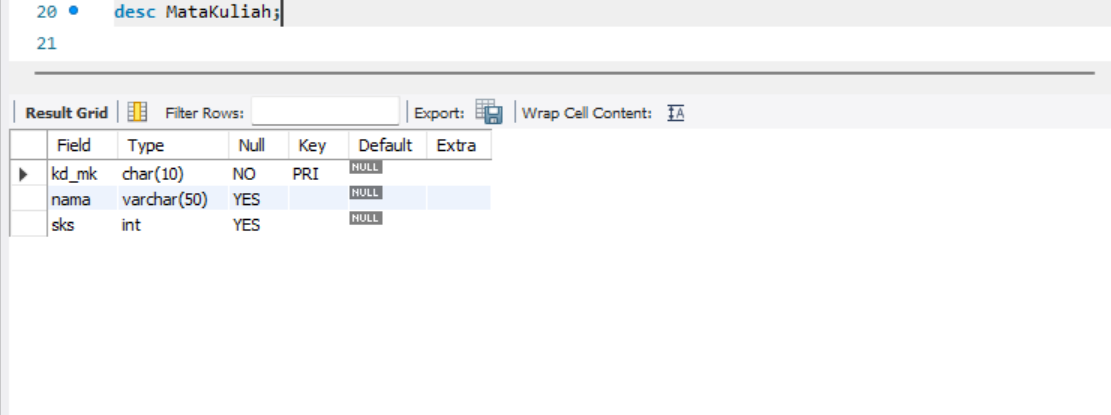 20 desc MataKuliah;
21
Result Grid Filter Rows: Export: Wrap Cell Content:
Field Type Null Key Default Extra
kd_mk char(10) NO PRI NULL
nama varchar(50) YES NULL
sks int YES NULL